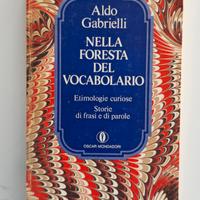 Aldo
Gabrielli
NELLA
FORESTA
DEL
VOCABOLARIO
Etimologie curiose
Storie
di frasi e di parole
OSCAR MONDADORI